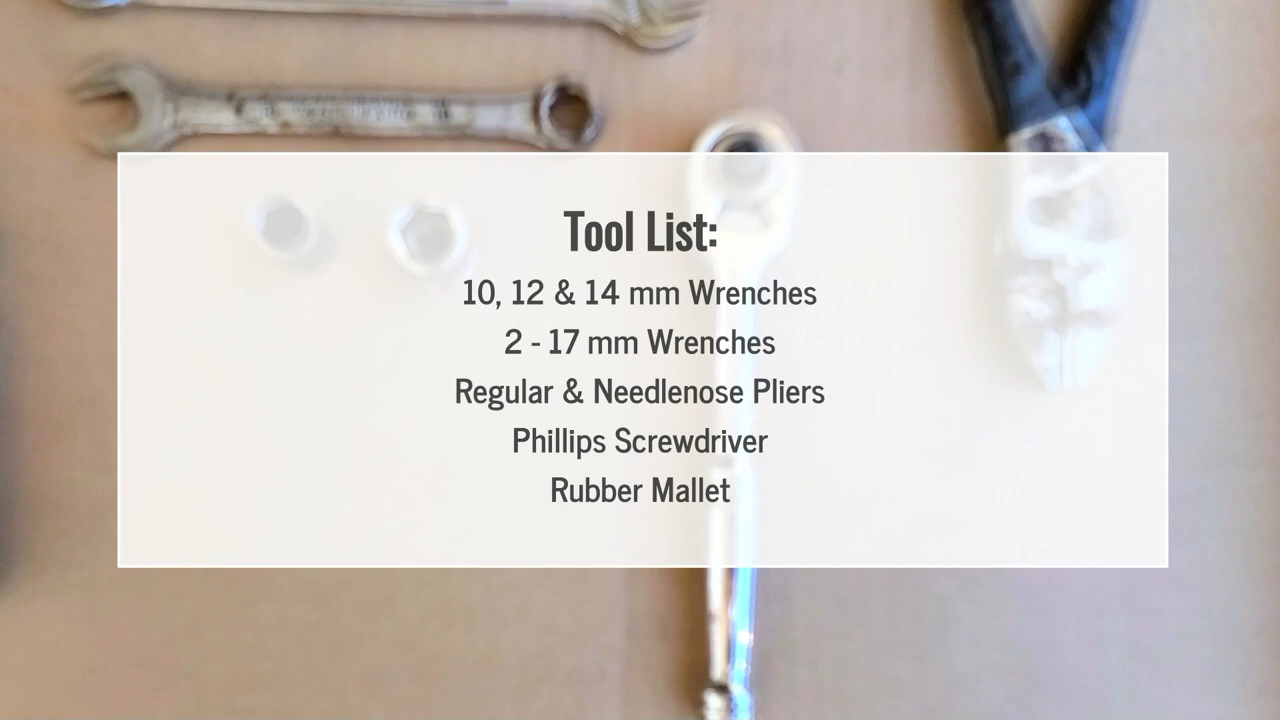 Tool List:
10, 12 & 14 mm Wrenches
2 - 17 mm Wrenches
Regular & Needlenose Pliers
Phillips Screwdriver
Rubber Mallet